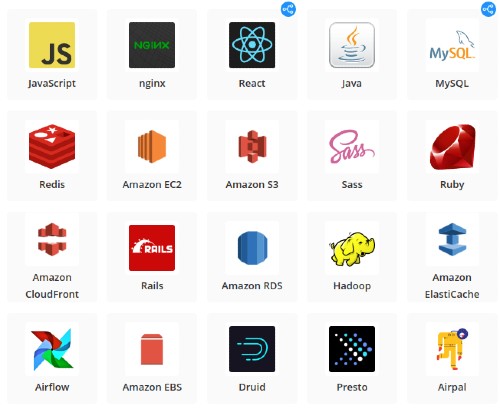 JS
NGINX
JavaScript
nginx
React
Java
MySQL
MySQL
Redis
Amazon EC2
Amazon S3
Sass
Sass
Ruby
RAILS
Amazon
CloudFront
Rails
Amazon RDS
Hadoop
Amazon
ElastiCache
Airflow
Amazon EBS
Druid
Presto
Airpal